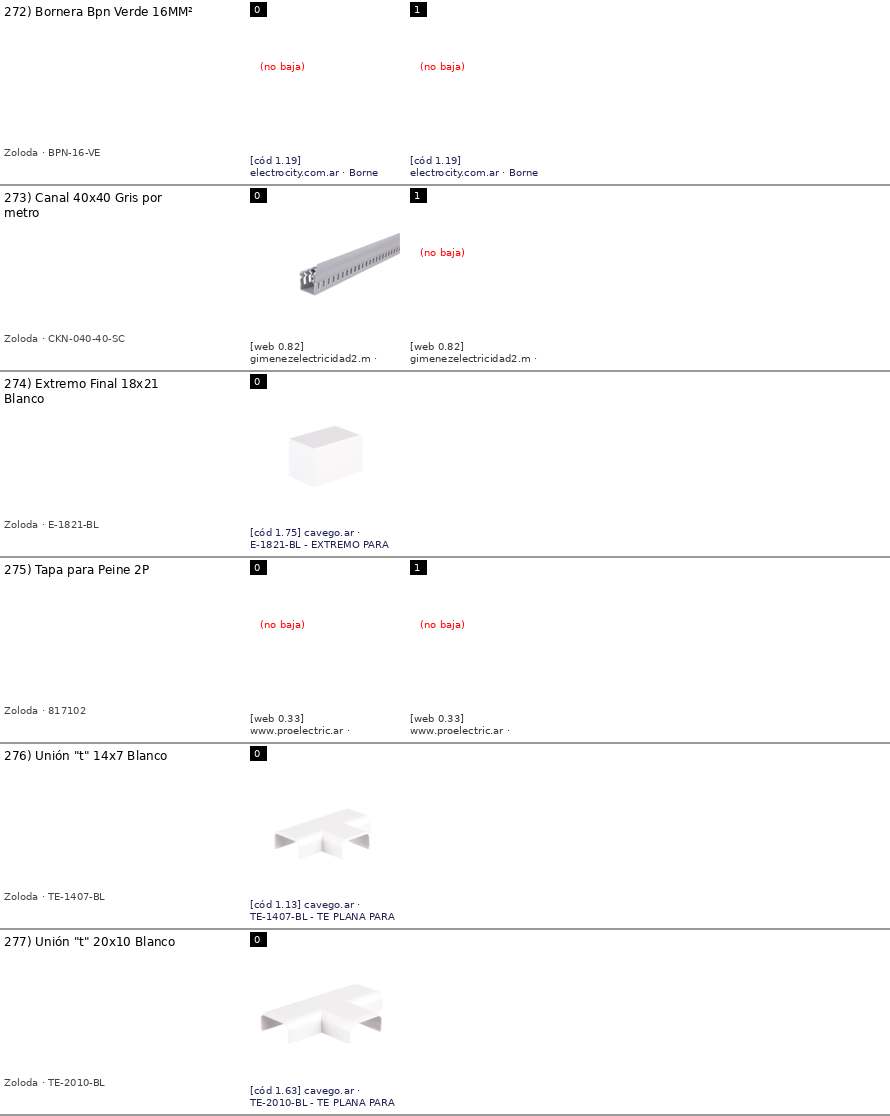 272) Bornera Bpn Verde 16MM²
0
1
(no baja)
(no baja)
Zoloda · BPN-16-VE
[cód 1.19]
electrocity.com.ar · Borne
[cód 1.19]
electrocity.com.ar · Borne
273) Canal 40x40 Gris por
metro
0
1
(no baja)
Zoloda · CKN-040-40-SC
[web 0.82]
gimenezelectricidad2.m ·
[web 0.82]
gimenezelectricidad2.m ·
274) Extremo Final 18x21
Blanco
0
Zoloda · E-1821-BL
[cód 1.75] cavego.ar ·
E-1821-BL - EXTREMO PARA
275) Tapa para Peine 2P
0
1
(no baja)
(no baja)
Zoloda · 817102
[web 0.33]
www.proelectric.ar ·
[web 0.33]
www.proelectric.ar ·
276) Unión "t" 14x7 Blanco
0
Zoloda · TE-1407-BL
[cód 1.13] cavego.ar ·
TE-1407-BL - TE PLANA PARA
277) Unión "t" 20x10 Blanco
0
Zoloda · TE-2010-BL
[cód 1.63] cavego.ar ·
TE-2010-BL - TE PLANA PARA